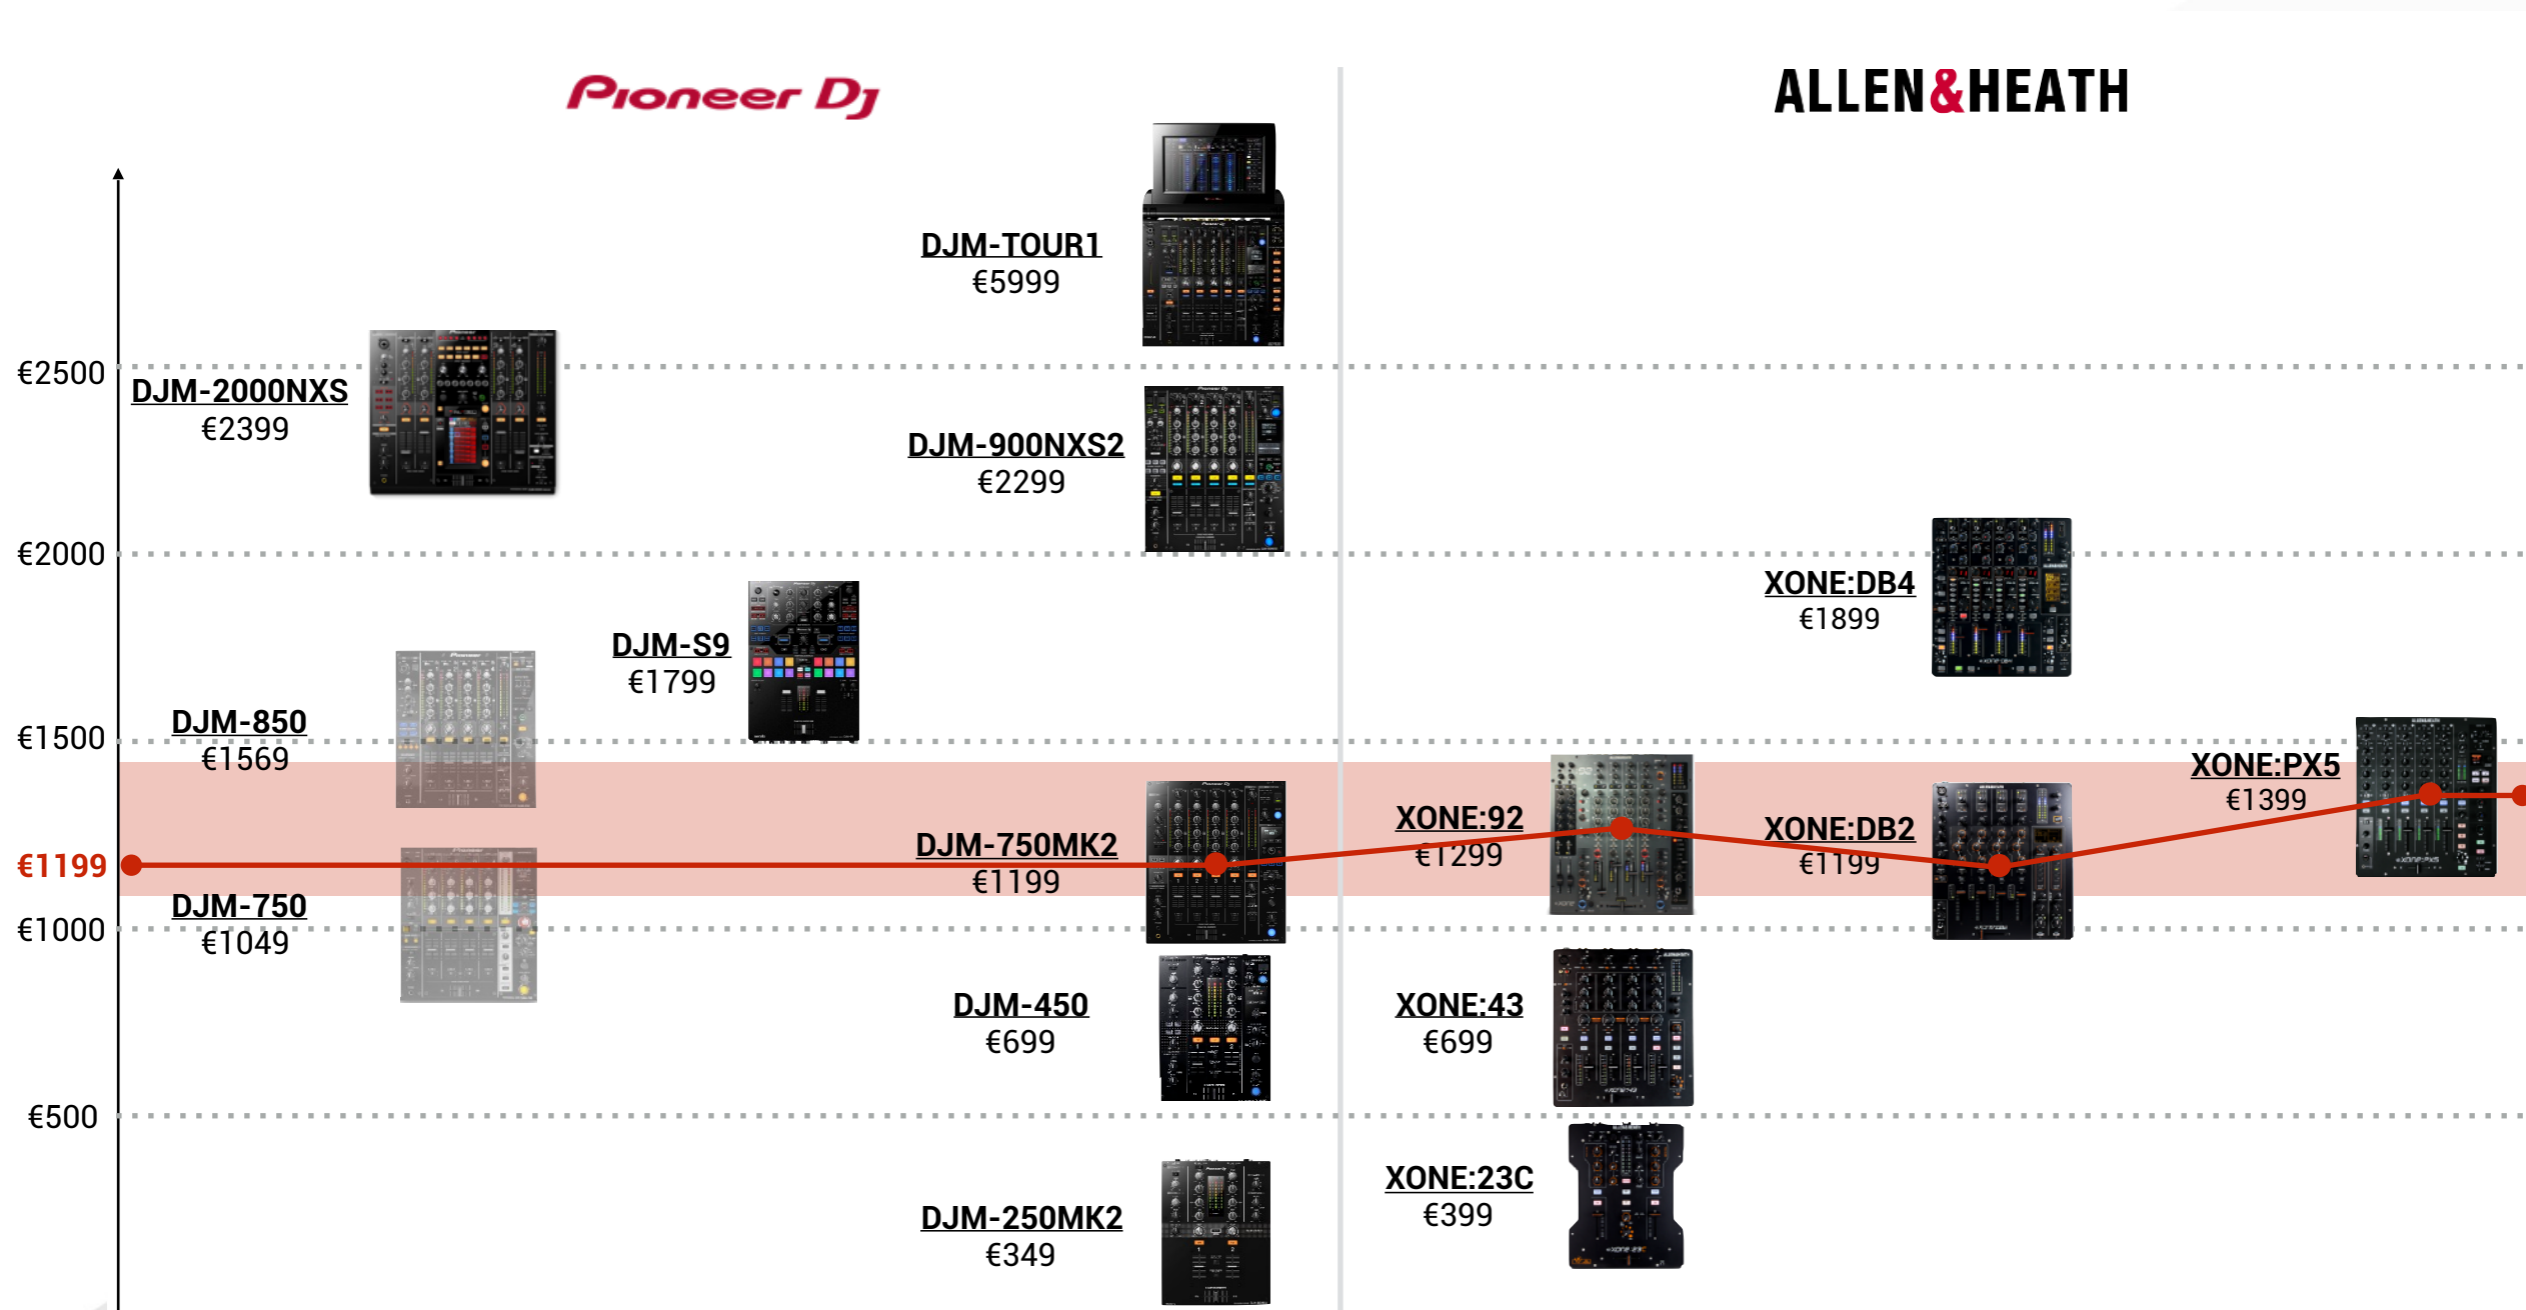 Pioneer Dj
ALLEN&HEATH
DJM-TOUR1
€5999
€2500
DJM-2000NXS
€2399
DJM-900NXS2
€2299
€2000
XONE:DB4
€1899
DJM-S9
€1799
DJM-850
€1569
€1500
XONE:PX5
€1399
XONE:92
€1299
XONE:DB2
€1199
DJM-750MK2
€1199
€1199
DJM-750
€1049
€1000
DJM-450
€699
XONE:43
€699
€500
XONE:23C
€399
DJM-250MK2
€349